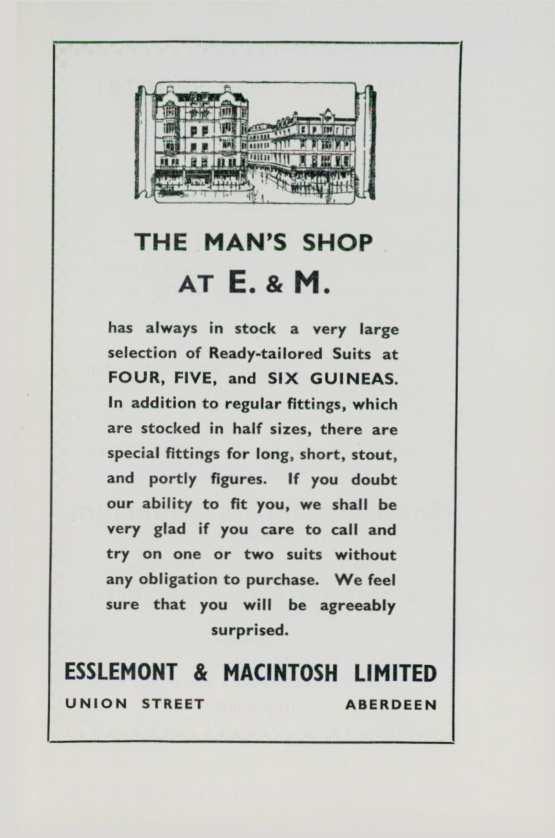 THE MAN'S SHOP
AT E. & M.
has always in stock a very large
selection of Ready-tailored Suits at
FOUR, FIVE, and SIX GUINEAS.
In addition to regular fittings, which
are stocked in half sizes, there are
special fittings for long, short, stout,
and portly figures. If you doubt
our ability to fit you, we shall be
very glad if you care to call and
try on one or two suits without
any obligation to purchase. We feel
sure that you will be agreeably
surprised.
ESSLEMONT & MACINTOSH LIMITED
UNION STREET ABERDEEN